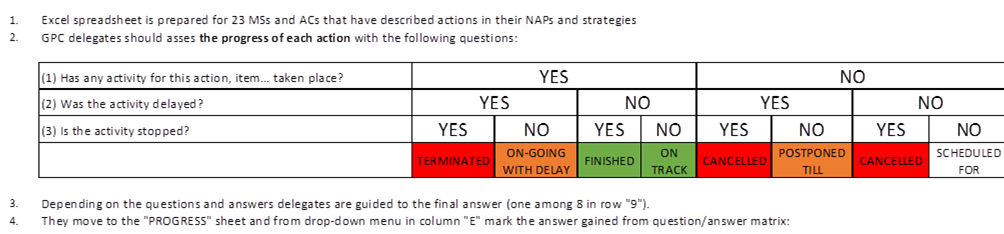 1. Excel spreadsheet is prepared for 23 MSs and ACs that have described actions in their NAPs and strategies
2. GPC delegates should asses the progress of each action with the following questions:
(1) Has any activity for this action, item... taken place? YES NO
(2) Was the activity delayed? YES NO YES NO
(3) Is the activity stopped? YES NO YES NO YES NO YES NO
TERMINATED ON-GOING WITH DELAY FINISHED ON TRACK CANCELLED POSTPONED TILL CANCELLED SCHEDULED FOR
3. Depending on the questions and answers delegates are guided to the final answer (one among 8 in row "9").
4. They move to the "PROGRESS" sheet and from drop-down menu in column "E" mark the answer gained from question/answer matrix: